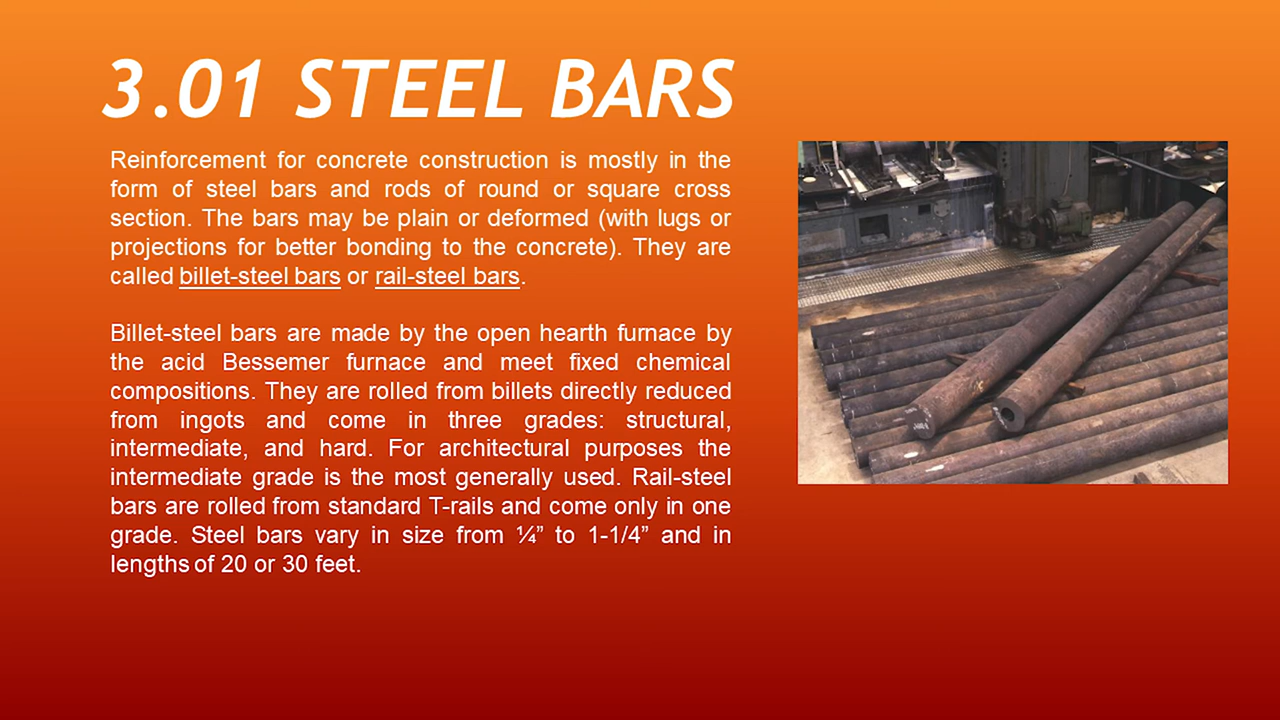 3.01 STEEL BARS
Reinforcement for concrete construction is mostly in the
form of steel bars and rods of round or square cross
section. The bars may be plain or deformed (with lugs or
projections for better bonding to the concrete). They are
called billet-steel bars or rail-steel bars.
Billet-steel bars are made by the open hearth furnace by
the acid Bessemer furnace and meet fixed chemical
compositions. They are rolled from billets directly reduced
from ingots and come in three grades: structural,
intermediate, and hard. For architectural purposes the
intermediate grade is the most generally used. Rail-steel
bars are rolled from standard T-rails and come only in one
grade. Steel bars vary in size from ¼” to 1-1/4” and in
lengths of 20 or 30 feet.